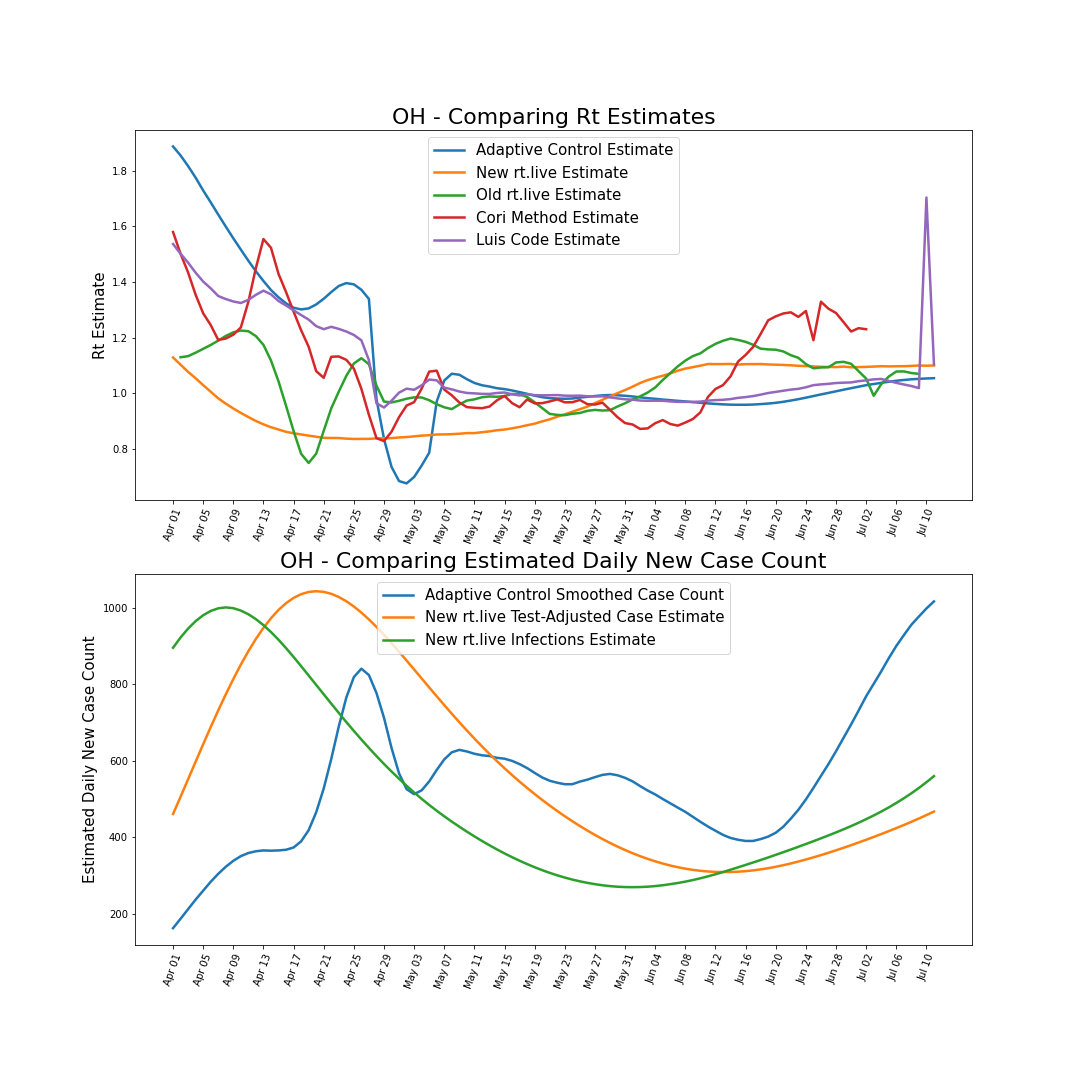 OH - Comparing Rt Estimates
Adaptive Control Estimate
New rt.live Estimate
Old rt.live Estimate
Cori Method Estimate
Luis Code Estimate
Rt Estimate
1.8
1.6
1.4
1.2
1.0
0.8
Apr 01 Apr 05 Apr 09 Apr 13 Apr 17 Apr 21 Apr 25 Apr 29 May 03 May 07 May 11 May 15 May 19 May 23 May 27 May 31 Jun 04 Jun 08 Jun 12 Jun 16 Jun 20 Jun 24 Jun 28 Jul 02 Jul 06 Jul 10
OH - Comparing Estimated Daily New Case Count
Adaptive Control Smoothed Case Count
New rt.live Test-Adjusted Case Estimate
New rt.live Infections Estimate
Estimated Daily New Case Count
1000
800
600
400
200
Apr 01 Apr 05 Apr 09 Apr 13 Apr 17 Apr 21 Apr 25 Apr 29 May 03 May 07 May 11 May 15 May 19 May 23 May 27 May 31 Jun 04 Jun 08 Jun 12 Jun 16 Jun 20 Jun 24 Jun 28 Jul 02 Jul 06 Jul 10